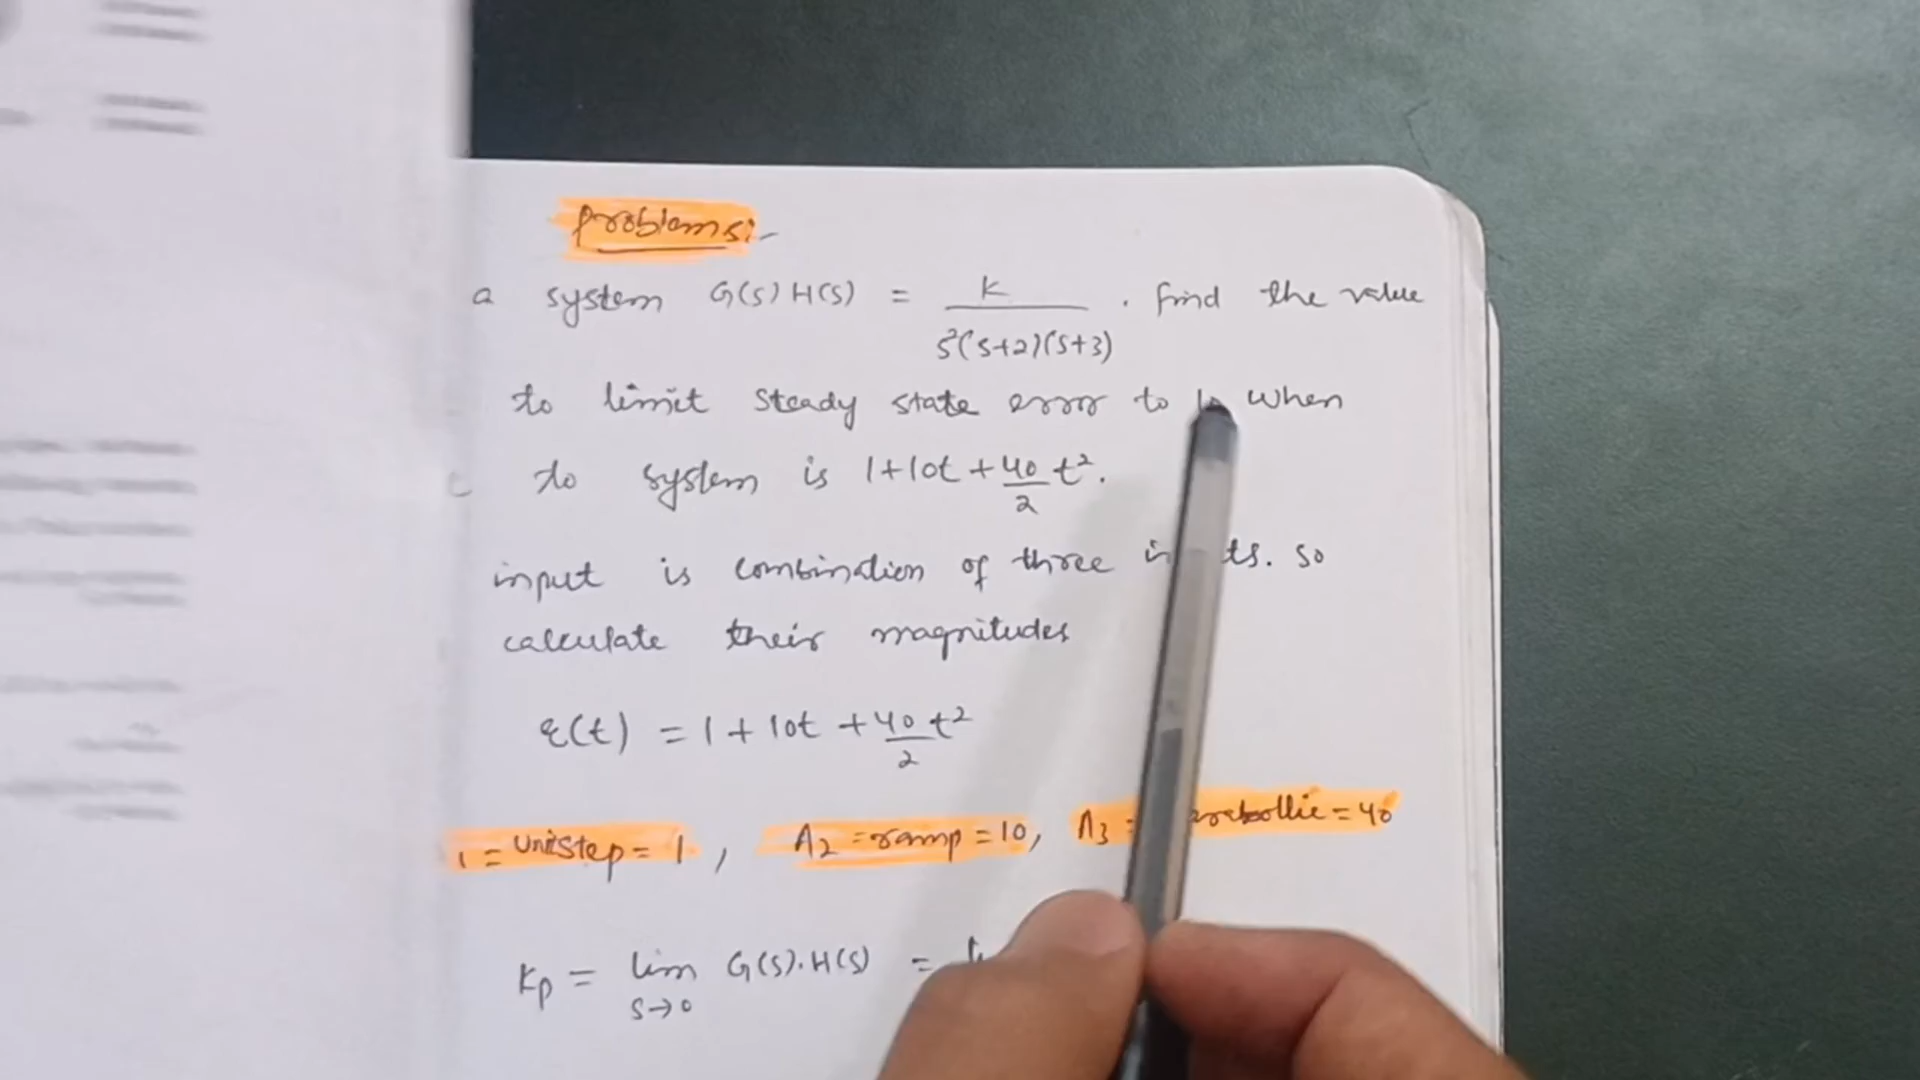 Problems:-
a system G(s)H(s) = K / s²(s+2)(s+3) . find the value
to limit steady state error to when
to system is 1+10t+40/2 t².
input is combination of three so
calculate their magnitudes
r(t) = 1+10t+40/2 t²
1 = unitstep = 1 , A2 = ramp = 10, A3 = = 40
Kp = lim s→0 G(s).H(s) =